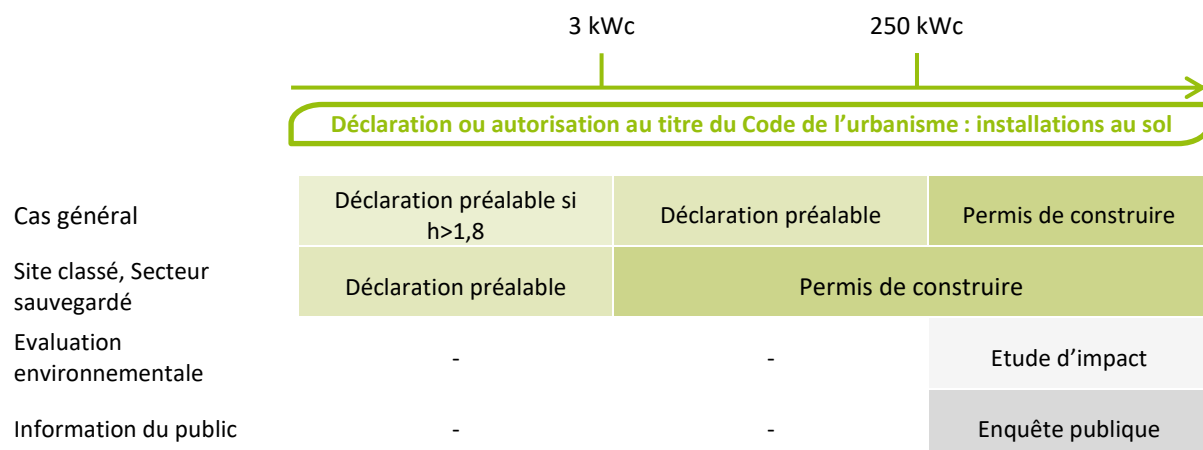 3 kWc
250 kWc
Déclaration ou autorisation au titre du Code de l’urbanisme : installations au sol
Cas général
Déclaration préalable si
h>1,8
Déclaration préalable
Permis de construire
Site classé, Secteur
sauvegardé
Déclaration préalable
Permis de construire
Evaluation
environnementale
-
-
Etude d’impact
Information du public
-
-
Enquête publique